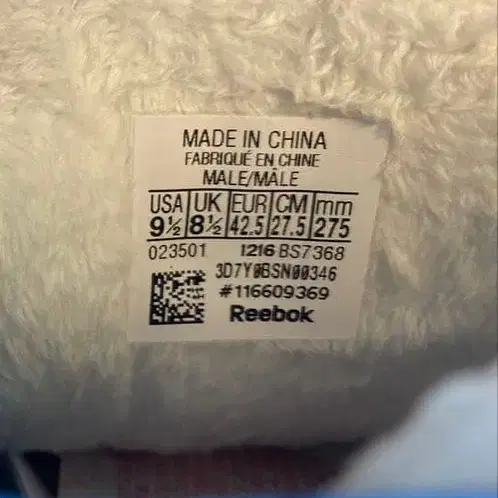 MADE IN CHINA
FABRIQUÉ EN CHINE
MALE/MÂLE
USA UK EUR CM mm
9½ 8½ 42.5 27.5 275
023501 1216 BS7368
3D7Y0BSN00346
#116609369
Reebok